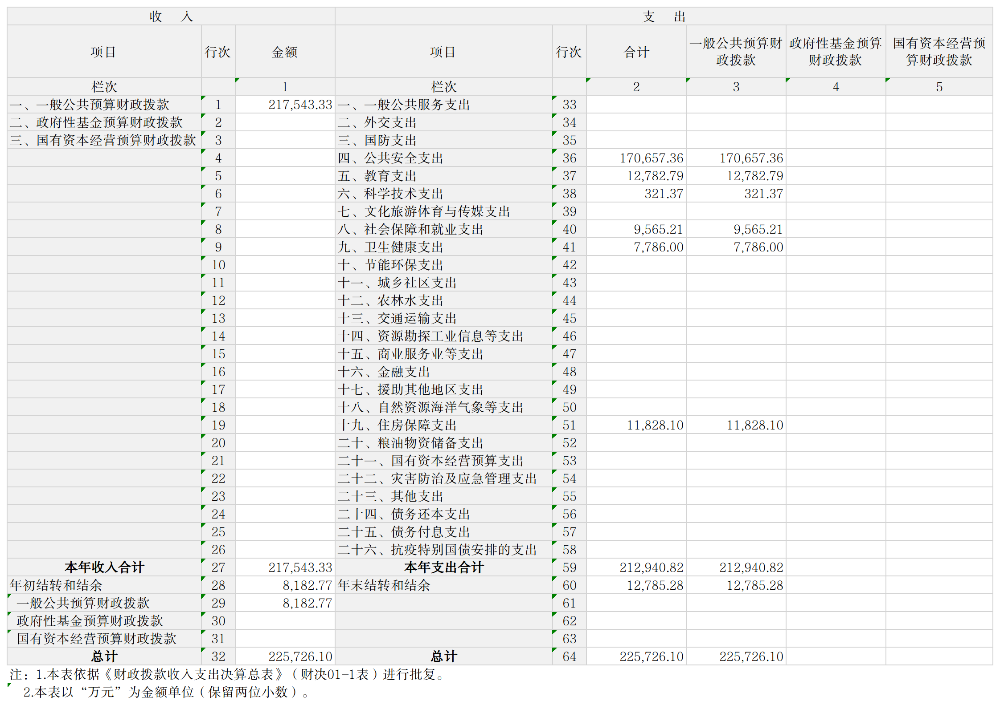 收 入 支 出
项目 行次 金额 项目 行次 合计 一般公共预算财政拨款 政府性基金预算财政拨款 国有资本经营预算财政拨款
栏次 1 栏次 2 3 4 5
一、一般公共预算财政拨款 1 217,543.33 一、一般公共服务支出 33
二、政府性基金预算财政拨款 2 二、外交支出 34
三、国有资本经营预算财政拨款 3 三、国防支出 35
4 四、公共安全支出 36 170,657.36 170,657.36
5 五、教育支出 37 12,782.79 12,782.79
6 六、科学技术支出 38 321.37 321.37
7 七、文化旅游体育与传媒支出 39
8 八、社会保障和就业支出 40 9,565.21 9,565.21
9 九、卫生健康支出 41 7,786.00 7,786.00
10 十、节能环保支出 42
11 十一、城乡社区支出 43
12 十二、农林水支出 44
13 十三、交通运输支出 45
14 十四、资源勘探工业信息等支出 46
15 十五、商业服务业等支出 47
16 十六、金融支出 48
17 十七、援助其他地区支出 49
18 十八、自然资源海洋气象等支出 50
19 十九、住房保障支出 51 11,828.10 11,828.10
20 二十、粮油物资储备支出 52
21 二十一、国有资本经营预算支出 53
22 二十二、灾害防治及应急管理支出 54
23 二十三、其他支出 55
24 二十四、债务还本支出 56
25 二十五、债务付息支出 57
26 二十六、抗疫特别国债安排的支出 58
本年收入合计 27 217,543.33 本年支出合计 59 212,940.82 212,940.82
年初结转和结余 28 8,182.77 年末结转和结余 60 12,785.28 12,785.28
一般公共预算财政拨款 29 8,182.77 61
政府性基金预算财政拨款 30 62
国有资本经营预算财政拨款 31 63
总计 32 225,726.10 总计 64 225,726.10 225,726.10
注：1.本表依据《财政拨款收入支出决算总表》（财决01-1表）进行批复。
2.本表以“万元”为金额单位（保留两位小数）。